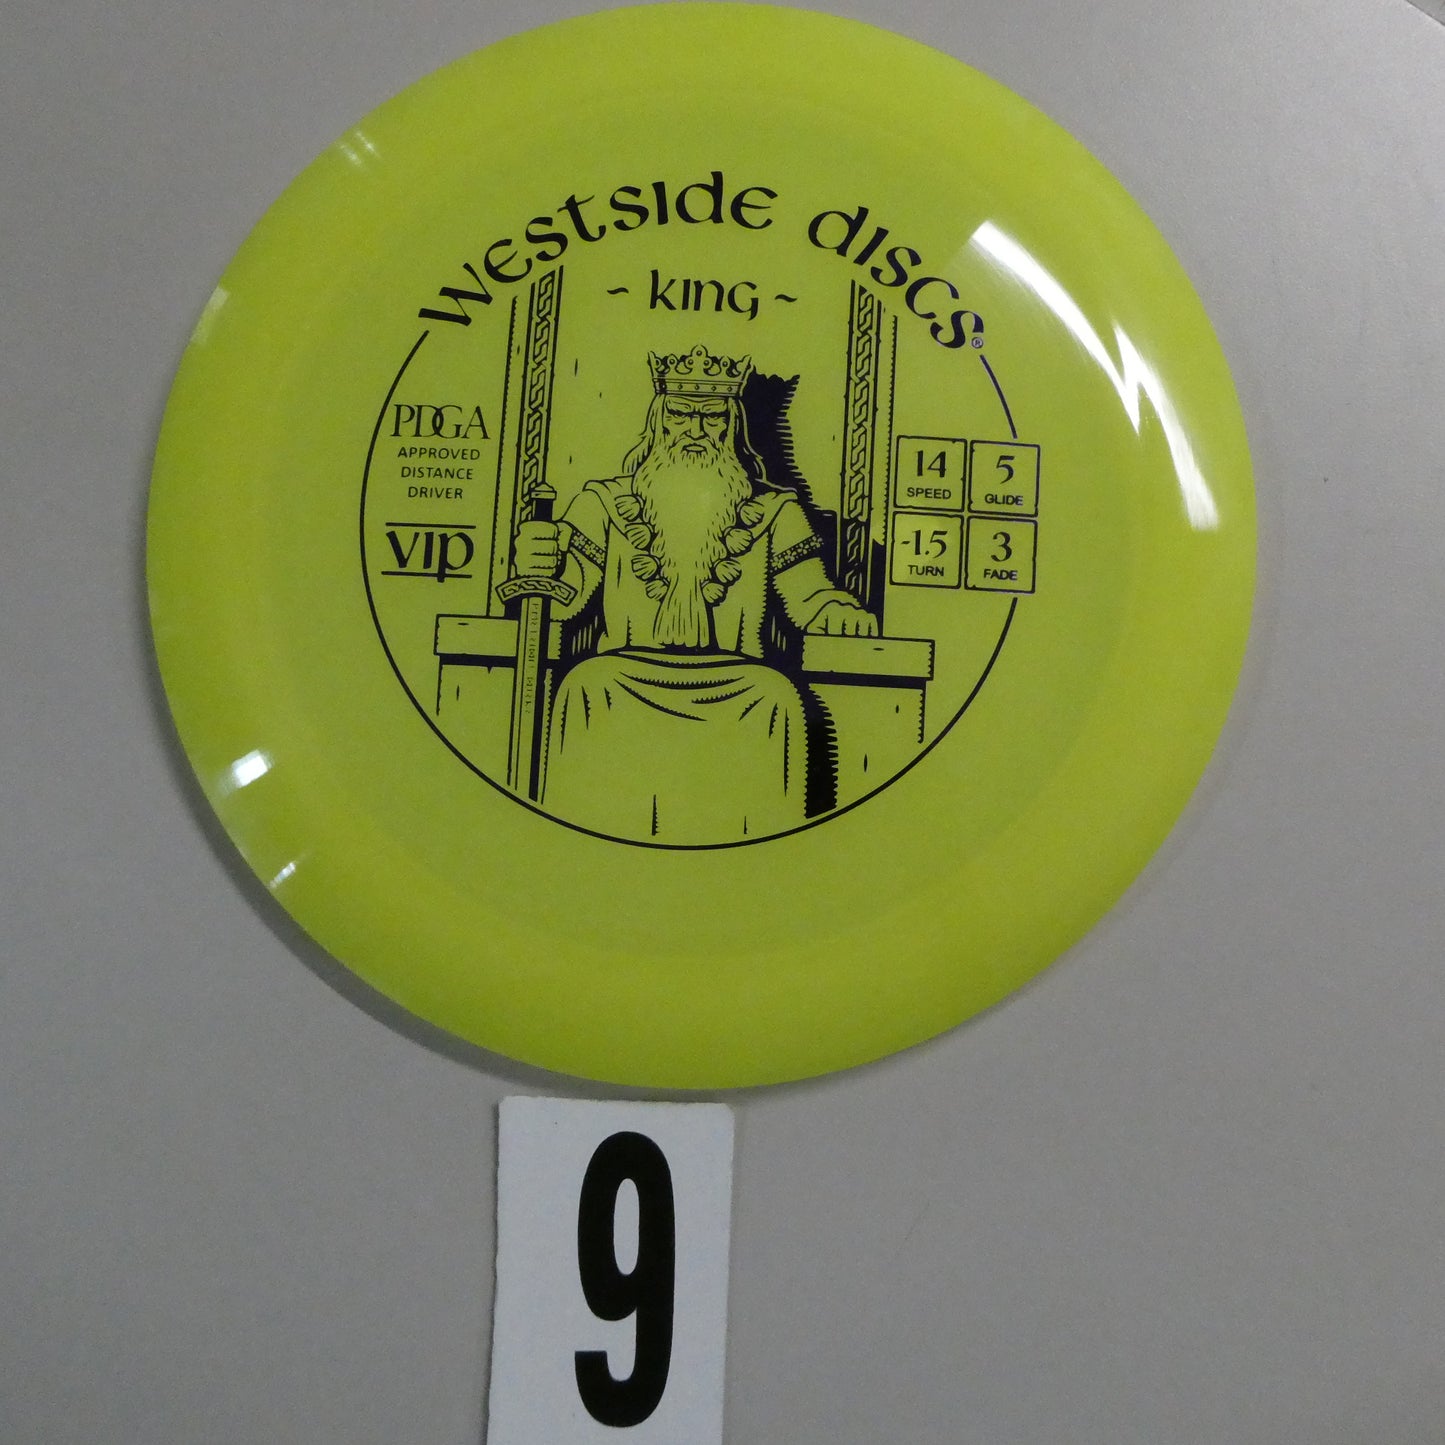 Westside Discs®
~ King ~
PDGA
APPROVED
DISTANCE
DRIVER
VIP
14
SPEED
5
GLIDE
-1.5
TURN
3
FADE
9